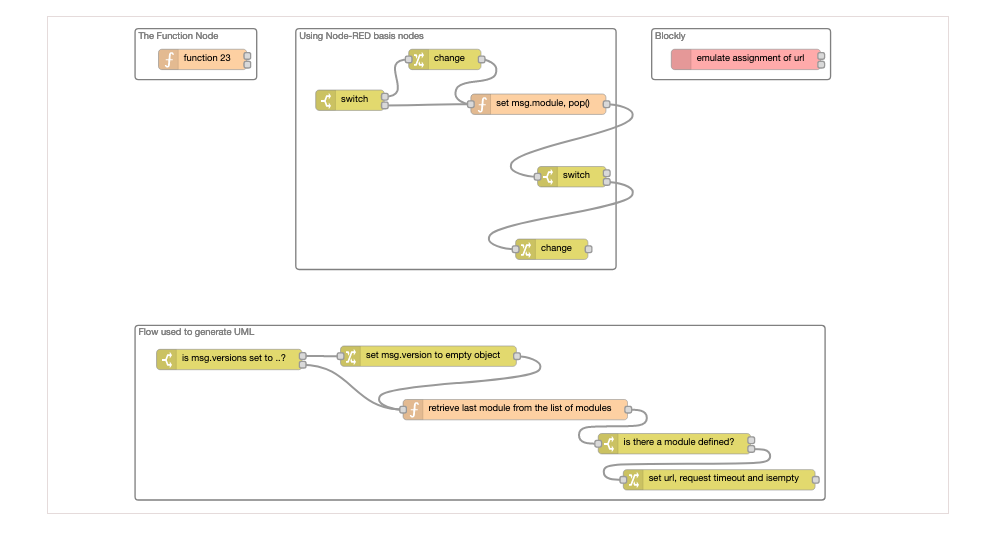 The Function Node
function 23
Using Node-RED basis nodes
change
switch
set msg.module, pop()
switch
change
Blockly
emulate assignment of url
Flow used to generate UML
is msg.versions set to ..?
set msg.version to empty object
retrieve last module from the list of modules
is there a module defined?
set url, request timeout and isempty